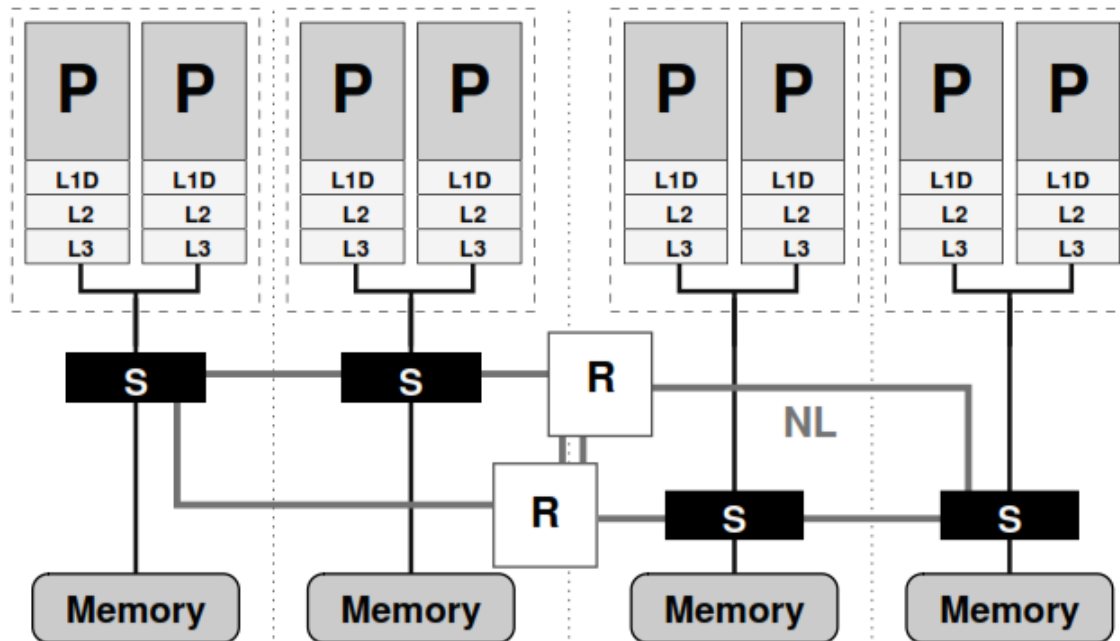 P P P P P P P P
L1D L1D L1D L1D L1D L1D L1D L1D
L2 L2 L2 L2 L2 L2 L2 L2
L3 L3 L3 L3 L3 L3 L3 L3
S S R
NL
R S S
Memory Memory Memory Memory